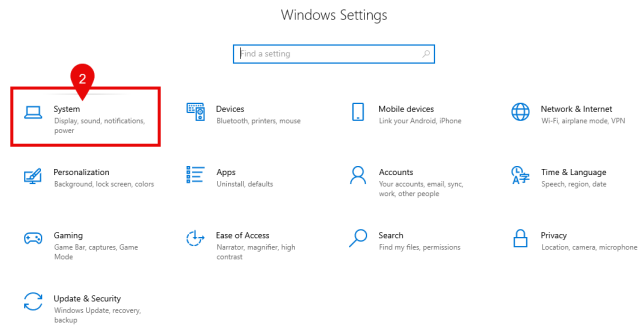 Windows Settings
Find a setting
2
System
Display, sound, notifications,
power
Devices
Bluetooth, printers, mouse
Mobile devices
Link your Android, iPhone
Network & Internet
Wi-Fi, airplane mode, VPN
Personalization
Background, lock screen, colors
Apps
Uninstall, defaults
Accounts
Your accounts, email, sync,
work, other people
Time & Language
Speech, region, date
Gaming
Game Bar, captures, Game
Mode
Ease of Access
Narrator, magnifier, high
contrast
Search
Find my files, permissions
Privacy
Location, camera, microphone
Update & Security
Windows Update, recovery,
backup